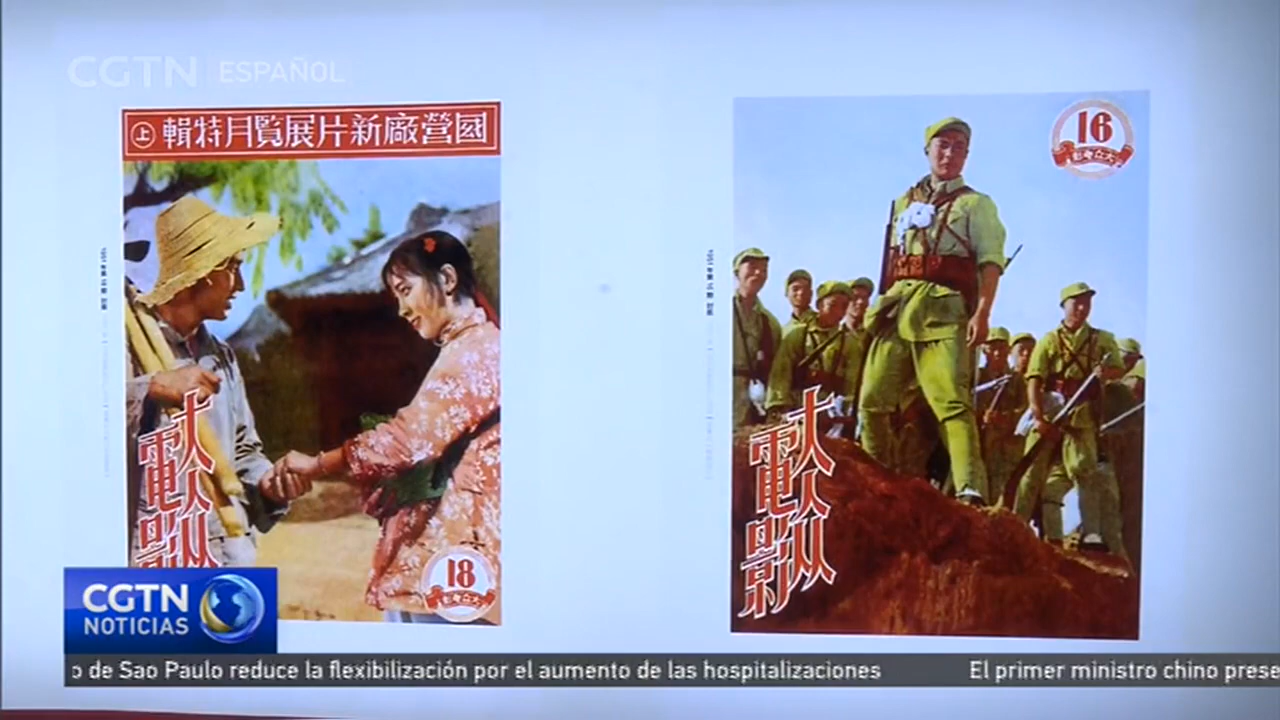 CGTN ESPAÑOL
國營廠新片展覽月特輯 上
大众
電影
18
16
大众
電影
CGTN
NOTICIAS
de Sao Paulo reduce la flexibilización por el aumento de las hospitalizaciones
El primer ministro chino prese